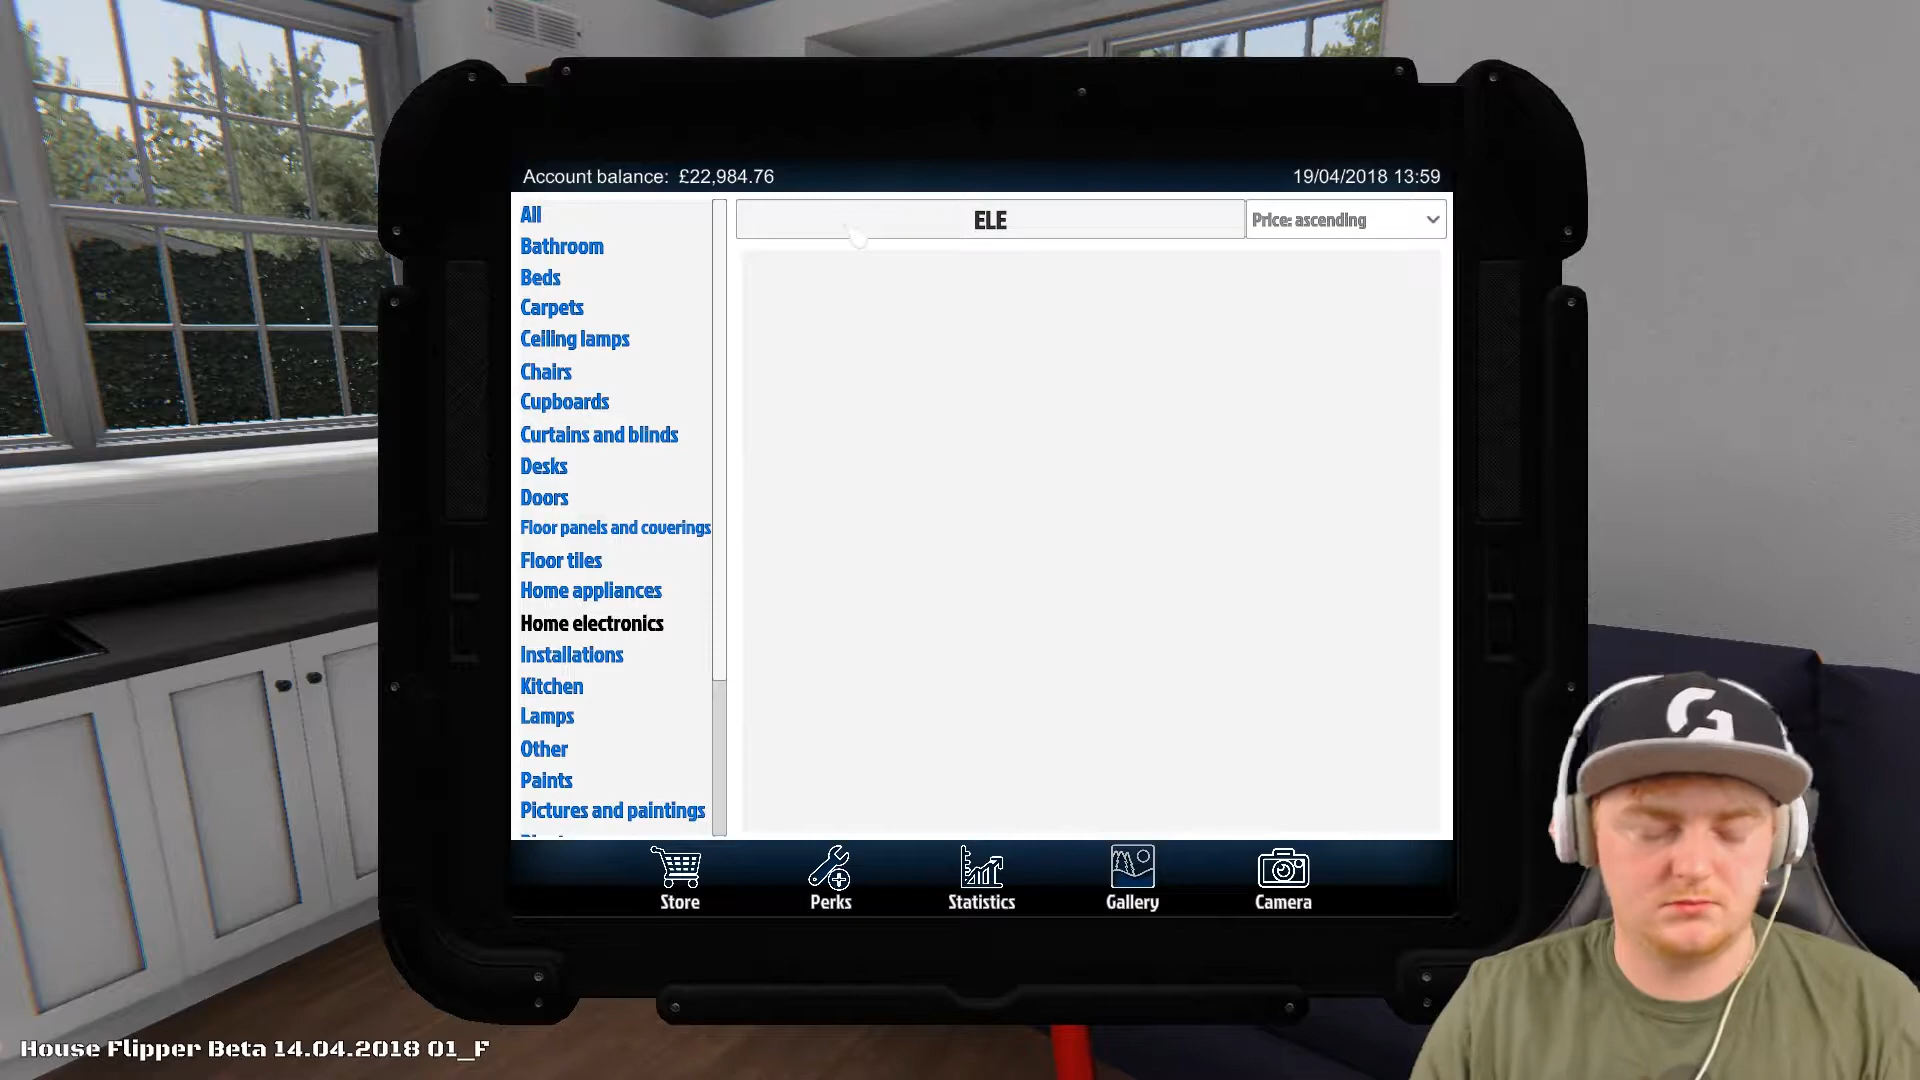 Account balance: £22,984.76
19/04/2018 13:59
All
Bathroom
Beds
Carpets
Ceiling lamps
Chairs
Cupboards
Curtains and blinds
Desks
Doors
Floor panels and coverings
Floor tiles
Home appliances
Home electronics
Installations
Kitchen
Lamps
Other
Paints
Pictures and paintings
ELE
Price: ascending
Store
Perks
Statistics
Gallery
Camera
House Flipper Beta 14.04.2018 01_F